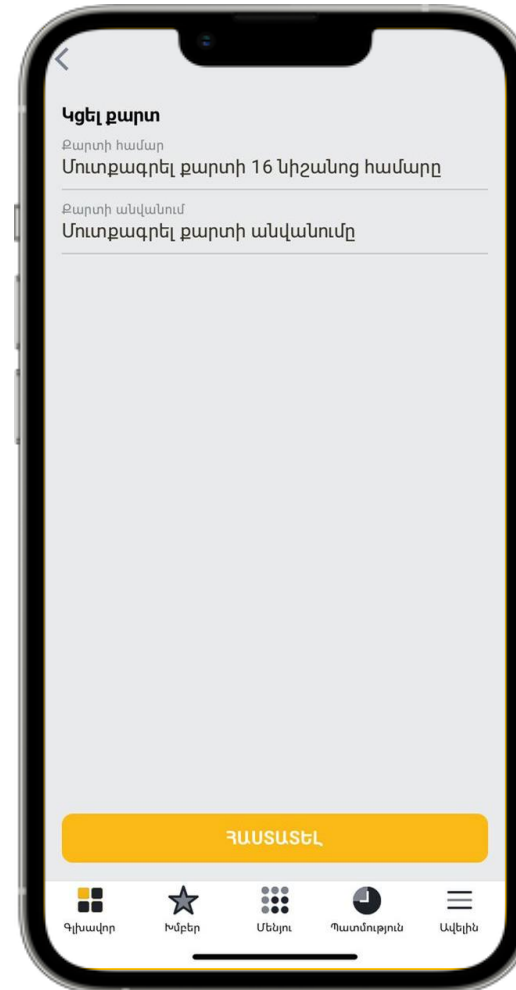 Կցել քարտ
Քարտի համար
Մուտքագրել քարտի 16 նիշանոց համարը
Քարտի անվանում
Մուտքագրել քարտի անվանումը
ՀԱՍՏԱՏԵԼ
Գլխավոր Խմբեր Մենյու Պատմություն Ավելին